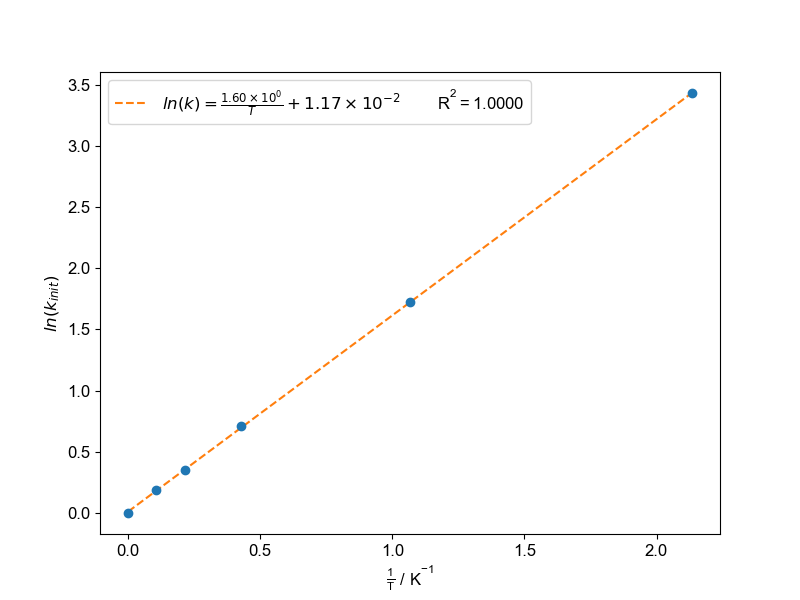 3.5
3.0
2.5
2.0
1.5
1.0
0.5
0.0
ln(k) = 1.60 × 10⁰/T + 1.17 × 10⁻² R² = 1.0000
ln(k_init)
0.0 0.5 1.0 1.5 2.0
1/T / K⁻¹